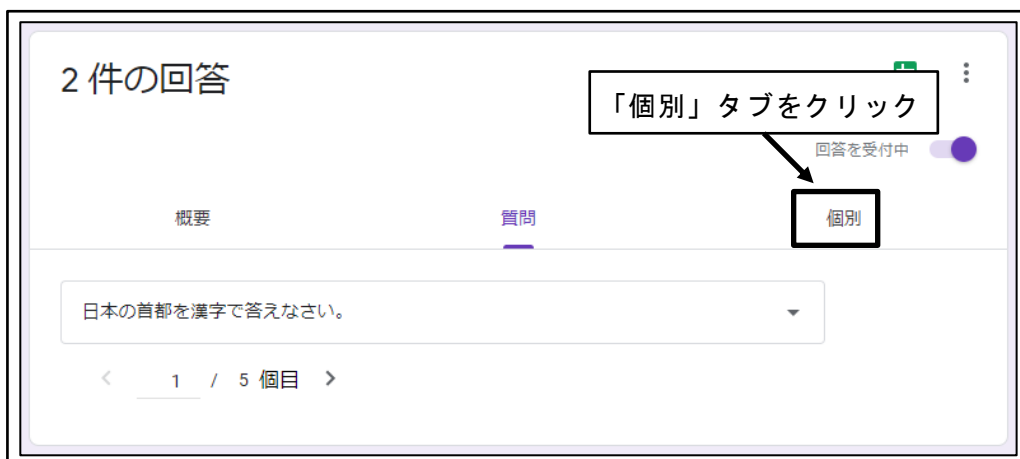 2 件の回答
「個別」タブをクリック
回答を受付中
概要
質問
個別
日本の首都を漢字で答えなさい。
1 / 5 個目